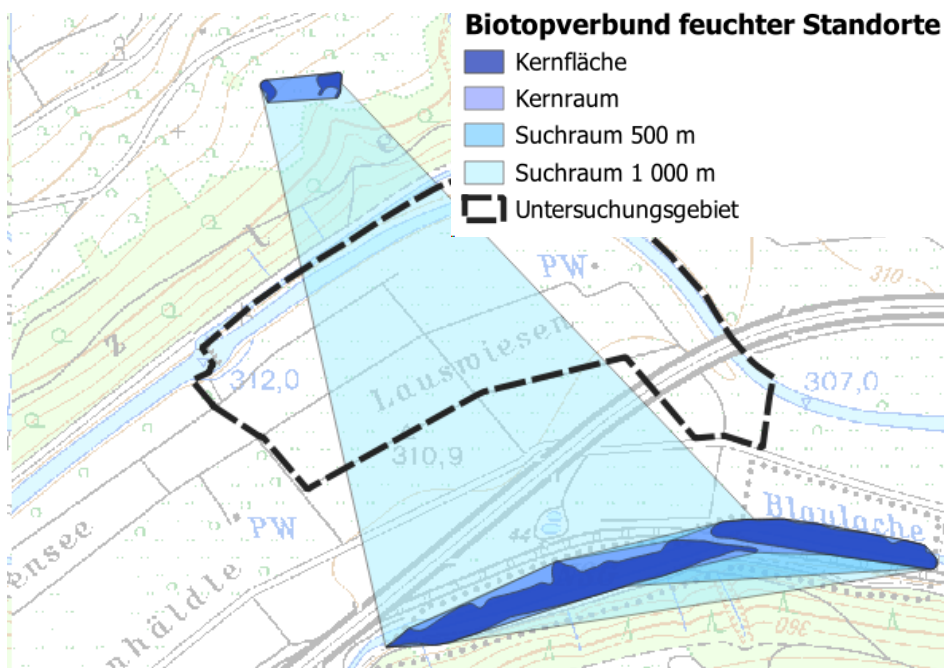 Biotopverbund feuchter Standorte
Kernfläche
Kernraum
Suchraum 500 m
Suchraum 1 000 m
Untersuchungsgebiet
PW
310
z
t
e
Lauswiesen
312,0
307,0
310,9
PW
44
Blaulache
ensee
nhäldle
360